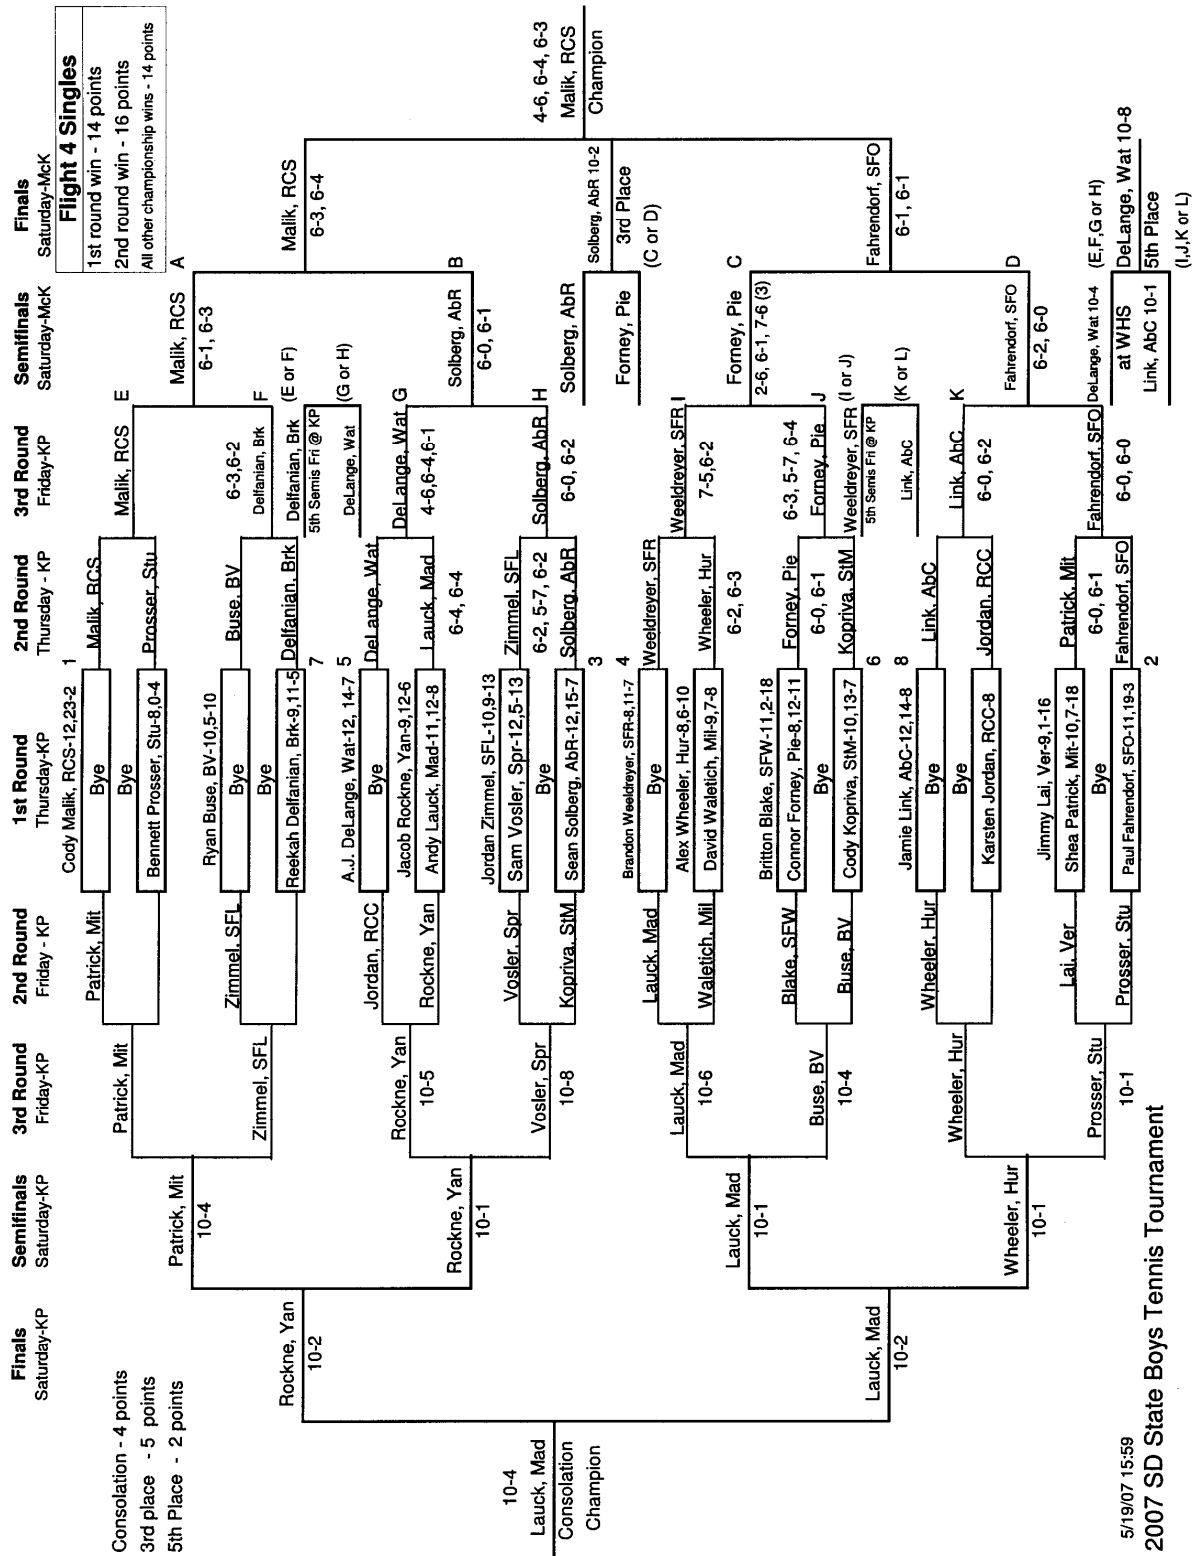 Finals
Saturday-KP
Semifinals
Saturday-KP
3rd Round
Friday-KP
2nd Round
Friday - KP
1st Round
Thursday-KP
2nd Round
Thursday - KP
3rd Round
Friday-KP
Semifinals
Saturday-McK
Finals
Saturday-McK
Flight 4 Singles
1st round win - 14 points
2nd round win - 16 points
All other championship wins - 14 points
Consolation - 4 points
3rd place - 5 points
5th Place - 2 points
Cody Malik, RCS-12,23-2
1
Bye
Bye
Bennett Prosser, Stu-8,0-4
Ryan Buse, BV-10,5-10
Bye
Bye
Reekah Delfanian, Brk-9,11-5
7
A.J. DeLange, Wat-12, 14-7
5
Bye
Jacob Rockne, Yan-9,12-6
Andy Lauck, Mad-11,12-8
Jordan Zimmel, SFL-10,9-13
Sam Vosler, Spr-12,5-13
Bye
Sean Solberg, AbR-12,15-7
3
Brandon Weeldreyer, SFR-8,11-7
4
Bye
Alex Wheeler, Hur-8,6-10
David Waletich, Mil-9,7-8
Britton Blake, SFW-11,2-18
Connor Forney, Pie-8,12-11
Bye
Cody Kopriva, StM-10,13-7
6
Jamie Link, AbC-12,14-8
8
Bye
Bye
Karsten Jordan, RCC-8
Jimmy Lai, Ver-9,1-16
Shea Patrick, Mit-10,7-18
Bye
Paul Fahrendorf, SFO-11,19-3
2
Malik, RCS
Prosser, Stu
Buse, BV
Delfanian, Brk
DeLange, Wat
Lauck, Mad
6-4, 6-4
Zimmel, SFL
6-2, 5-7, 6-2
Solberg, AbR
Weeldreyer, SFR
Wheeler, Hur
6-2, 6-3
Forney, Pie
6-0, 6-1
Kopriva, StM
Link, AbC
Jordan, RCC
Patrick, Mit
6-0, 6-1
Fahrendorf, SFO
Malik, RCS
E
6-3,6-2
Delfanian, Brk
F
Delfanian, Brk
(E or F)
5th Semis Fri @ KP
DeLange, Wat
(G or H)
DeLange, Wat
G
4-6,6-4,6-1
Solberg, AbR
H
6-0, 6-2
Weeldreyer, SFR
I
7-5,6-2
6-3, 5-7, 6-4
Forney, Pie
J
Weeldreyer, SFR
(I or J)
5th Semis Fri @ KP
Link, AbC
(K or L)
Link, AbC
K
6-0, 6-2
Fahrendorf, SFO
6-0, 6-0
Malik, RCS
A
6-1, 6-3
Solberg, AbR
B
6-0, 6-1
Solberg, AbR
Forney, Pie
Solberg, AbR 10-2
3rd Place
(C or D)
Forney, Pie
C
2-6, 6-1, 7-6 (3)
Fahrendorf, SFO
D
6-2, 6-0
DeLange, Wat 10-4
(E,F,G or H)
at WHS
Link, AbC 10-1
DeLange, Wat 10-8
5th Place
(I,J,K or L)
Malik, RCS
6-3, 6-4
Fahrendorf, SFO
6-1, 6-1
4-6, 6-4, 6-3
Malik, RCS
Champion
Patrick, Mit
Zimmel, SFL
Jordan, RCC
Rockne, Yan
Vosler, Spr
Kopriva, StM
Lauck, Mad
Waletich, Mil
Blake, SFW
Buse, BV
Wheeler, Hur
Lai, Ver
Prosser, Stu
Patrick, Mit
Zimmel, SFL
Rockne, Yan
10-5
Vosler, Spr
10-8
Lauck, Mad
10-6
Buse, BV
10-4
Wheeler, Hur
Prosser, Stu
10-1
Patrick, Mit
10-4
Rockne, Yan
10-1
Lauck, Mad
10-1
Wheeler, Hur
10-1
Rockne, Yan
10-2
Lauck, Mad
10-2
10-4
Lauck, Mad
Consolation
Champion
5/19/07 15:59
2007 SD State Boys Tennis Tournament